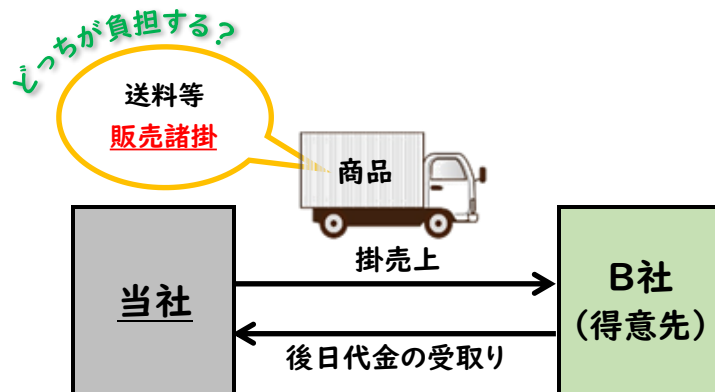 どっちが負担する?
送料等
販売諸掛
商品
掛売上
当社
B社
(得意先)
後日代金の受取り